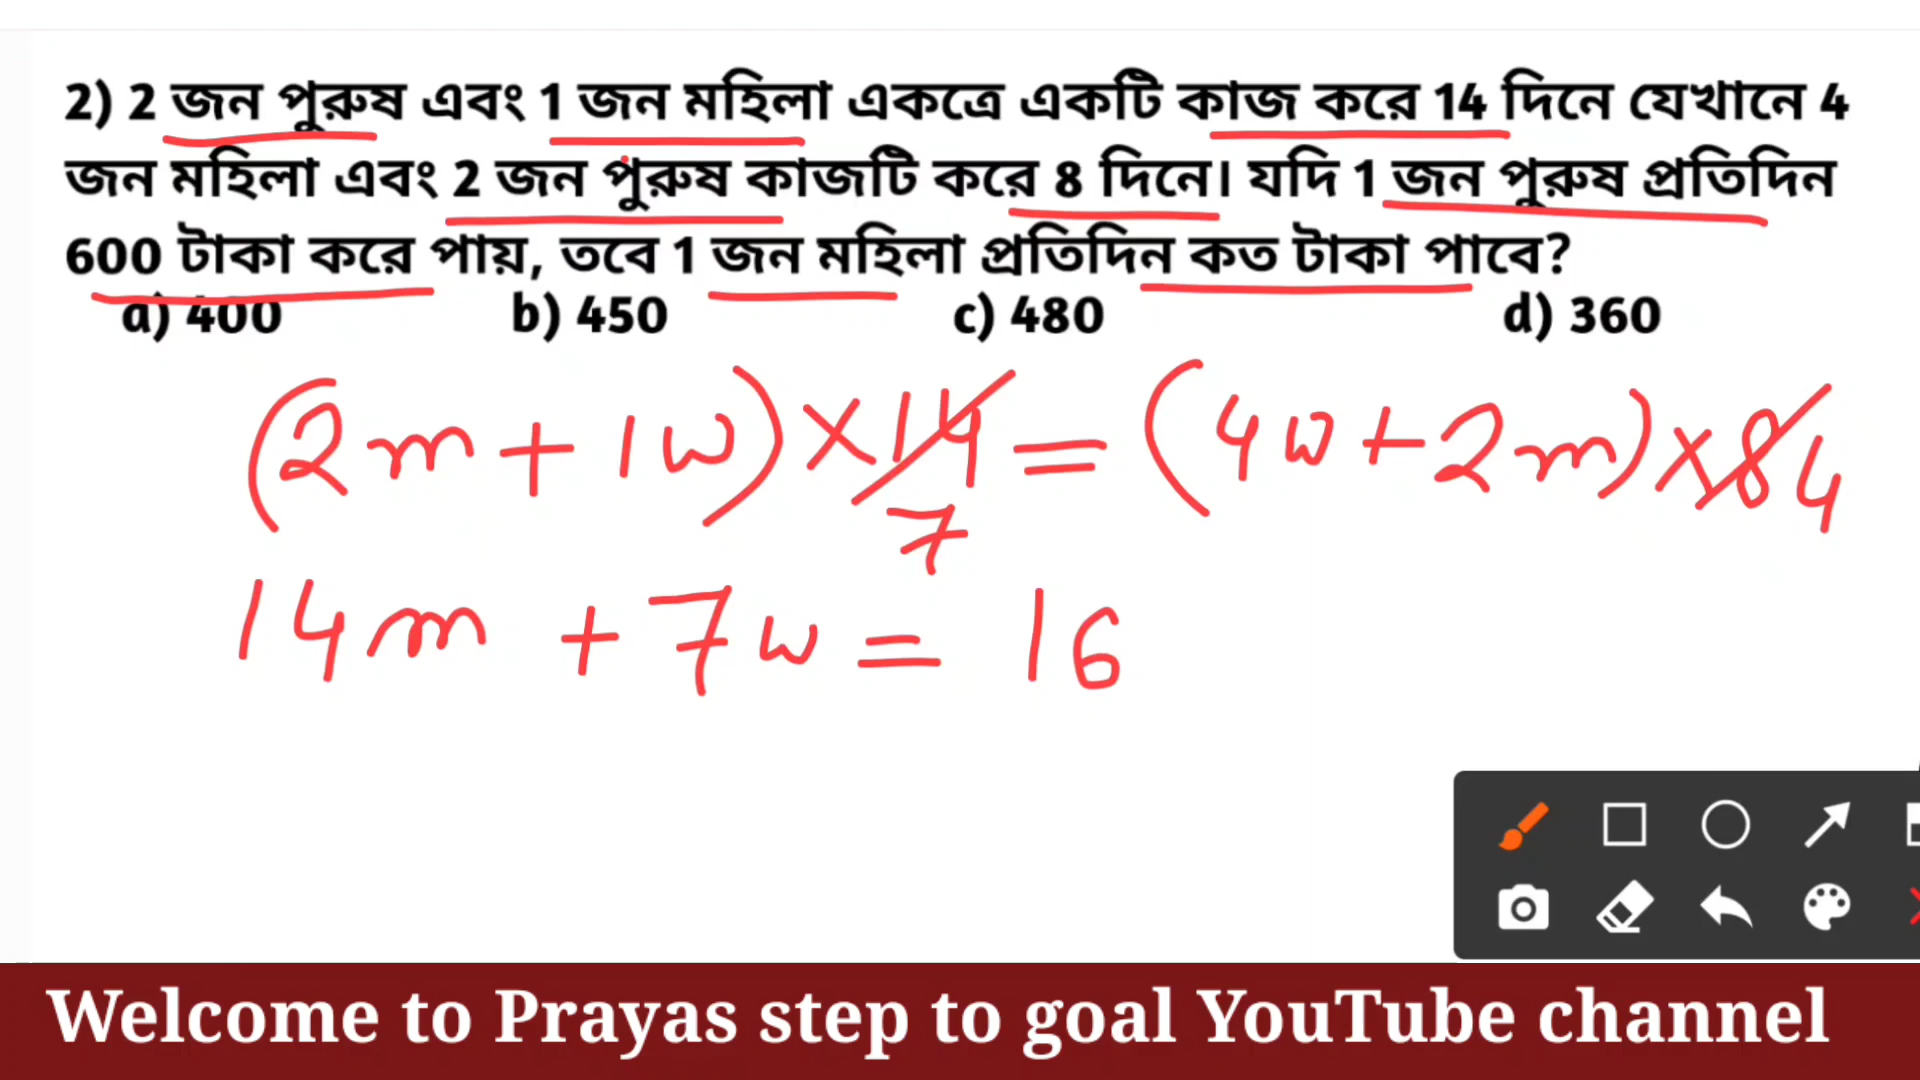 2) 2 জন পুরুষ এবং 1 জন মহিলা একত্রে একটি কাজ করে 14 দিনে যেখানে 4
জন মহিলা এবং 2 জন পুরুষ কাজটি করে 8 দিনে। যদি 1 জন পুরুষ প্রতিদিন
600 টাকা করে পায়, তবে 1 জন মহিলা প্রতিদিন কত টাকা পাবে?
a) 400 b) 450 c) 480 d) 360
(2m + 1w) × 14 = (4w + 2m) × 8 4
7
14m + 7w = 16
Welcome to Prayas step to goal YouTube channel